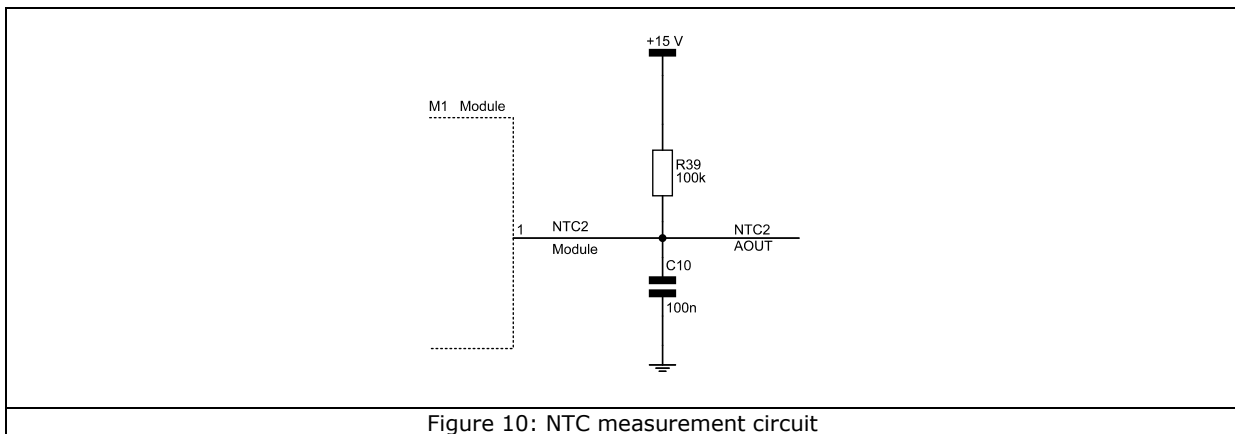 +15 V
M1 Module
R39
100k
1
NTC2
Module
NTC2
AOUT
C10
100n
Figure 10: NTC measurement circuit